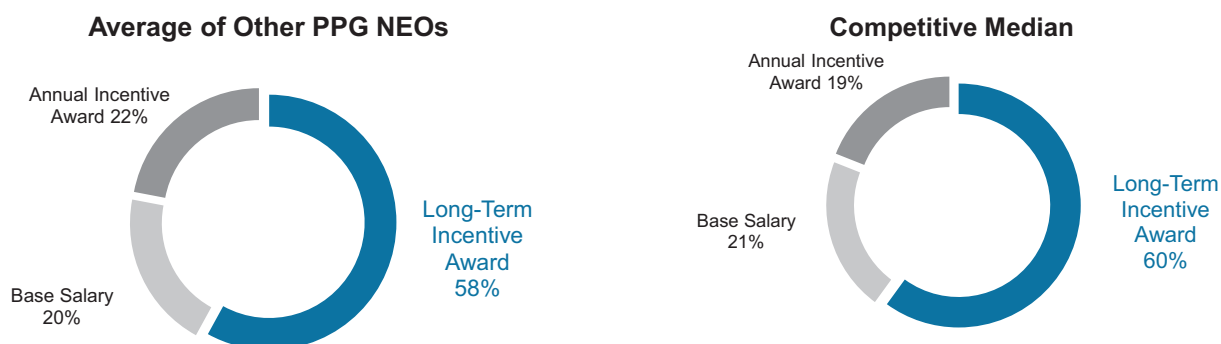 Average of Other PPG NEOs
Annual Incentive
Award 22%
Long-Term
Incentive
Award
58%
Base Salary
20%
Competitive Median
Annual Incentive
Award 19%
Long-Term
Incentive
Award
60%
Base Salary
21%